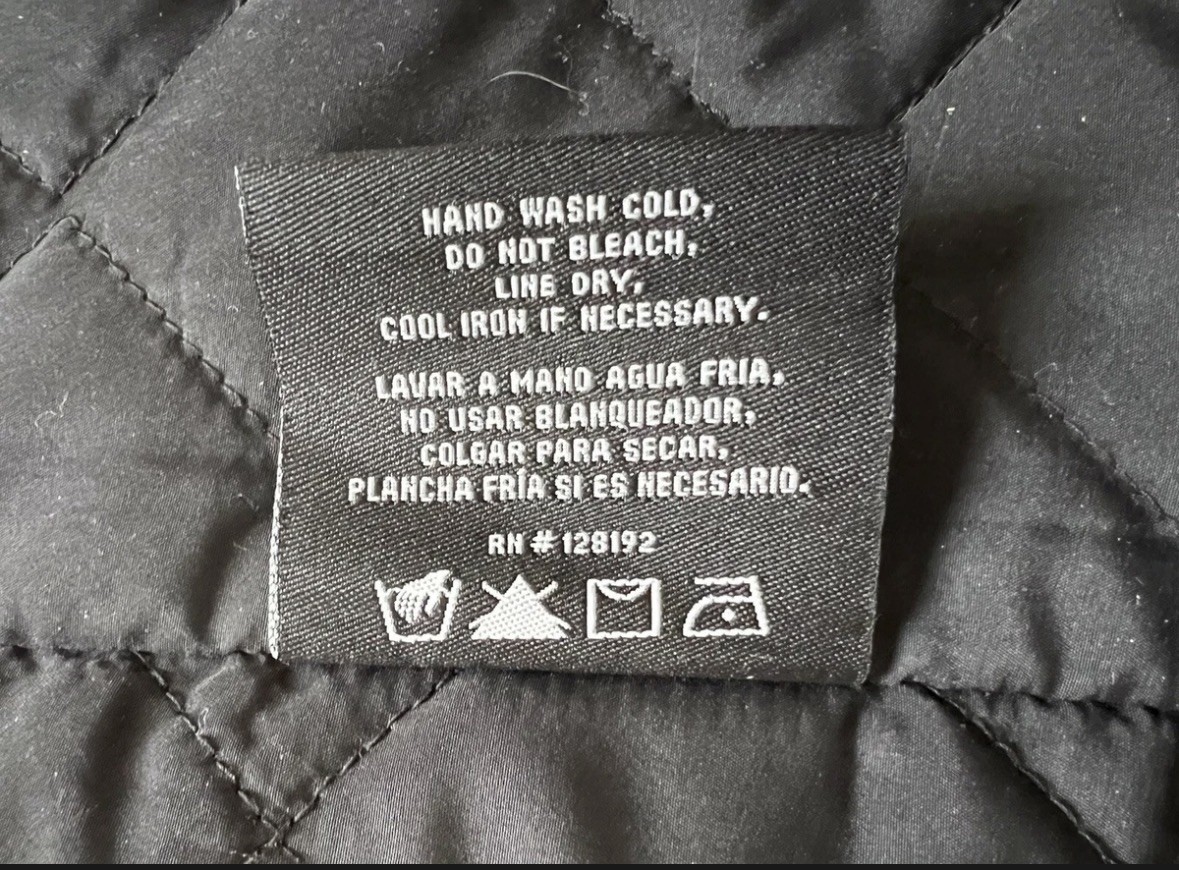 HAND WASH COLD,
DO NOT BLEACH,
LINE DRY,
COOL IRON IF NECESSARY.
LAVAR A MANO AGUA FRIA,
NO USAR BLANQUEADOR,
COLGAR PARA SECAR,
PLANCHA FRÍA SI ES NECESARIO.
RN # 128192